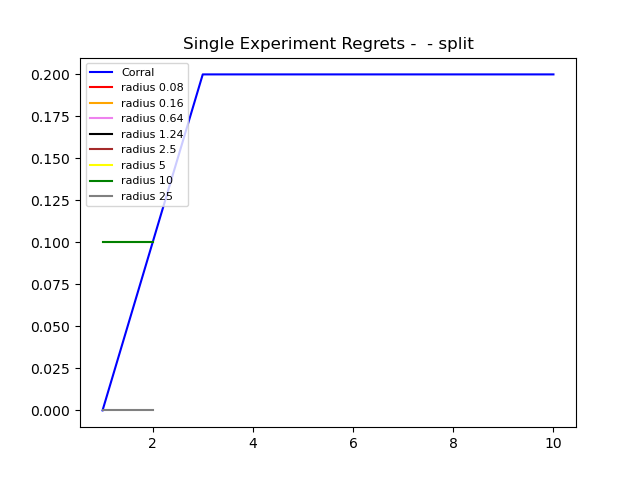 Single Experiment Regrets -  - split
Corral
radius 0.08
radius 0.16
radius 0.64
radius 1.24
radius 2.5
radius 5
radius 10
radius 25
0.200
0.175
0.150
0.125
0.100
0.075
0.050
0.025
0.000
2 4 6 8 10